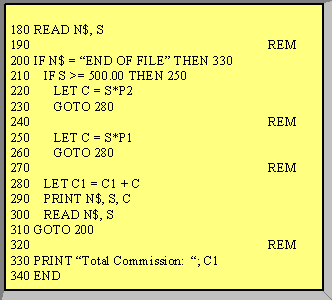 180 READ N$, S
190 REM
200 IF N$ = “END OF FILE” THEN 330
210 IF S >= 500.00 THEN 250
220 LET C = S*P2
230 GOTO 280
240 REM
250 LET C = S*P1
260 GOTO 280
270 REM
280 LET C1 = C1 + C
290 PRINT N$, S, C
300 READ N$, S
310 GOTO 200
320 REM
330 PRINT “Total Commission: “; C1
340 END